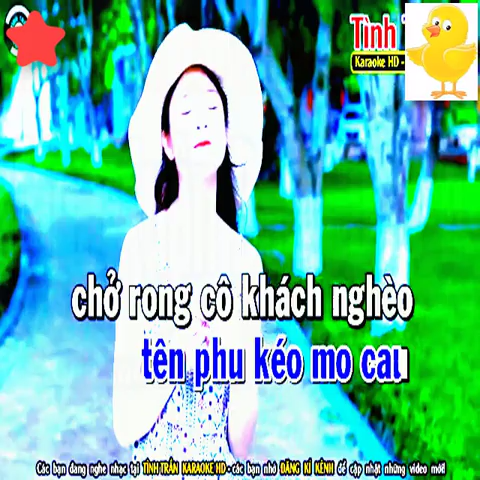 Tình
Karaoke HD -
chở rong cô khách nghèo
tên phu kéo mo cau
Các bạn đang nghe nhạc tại TÌNH TRẦN KARAOKE HD - các bạn nhớ ĐĂNG KÍ KÊNH để cập nhật những video mới!